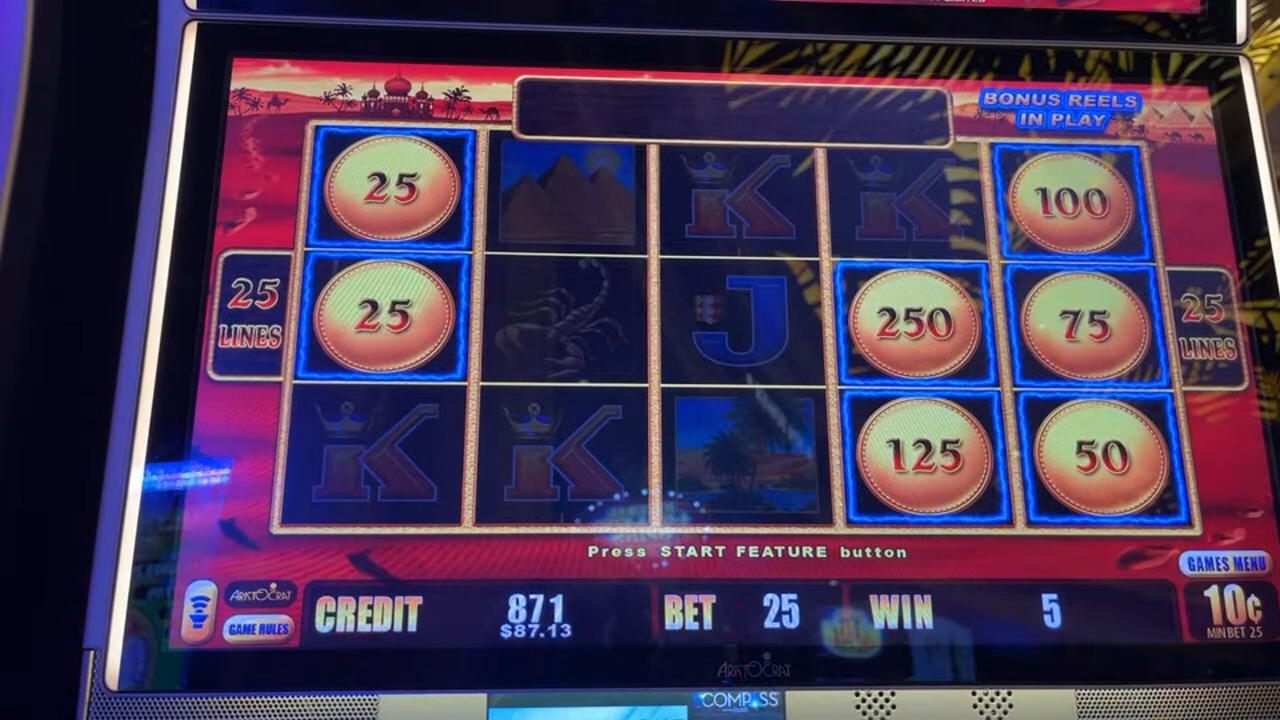 BONUS REELS
IN PLAY
25
K
K
100
25
LINES
25
J
250
75
25
LINES
K
K
125
50
Press START FEATURE button
GAMES MENU
ARISTOCRAT
GAME RULES
CREDIT
871
$87.13
BET
25
WIN
5
10¢
MIN BET 25
ARISTOCRAT
COMPASS